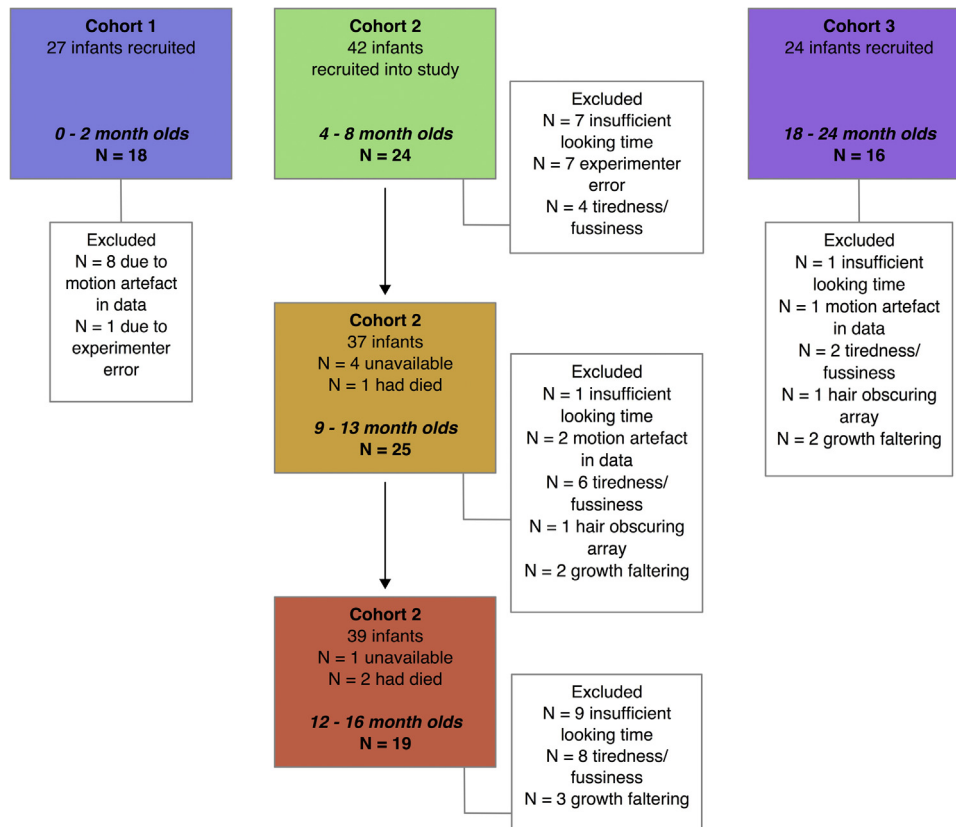 Cohort 1
27 infants recruited
0 - 2 month olds
N = 18
Excluded
N = 8 due to
motion artefact
in data
N = 1 due to
experimenter
error
Cohort 2
42 infants
recruited into study
4 - 8 month olds
N = 24
Excluded
N = 7 insufficient
looking time
N = 7 experimenter
error
N = 4 tiredness/
fussiness
Cohort 2
37 infants
N = 4 unavailable
N = 1 had died
9 - 13 month olds
N = 25
Excluded
N = 1 insufficient
looking time
N = 2 motion artefact
in data
N = 6 tiredness/
fussiness
N = 1 hair obscuring
array
N = 2 growth faltering
Cohort 2
39 infants
N = 1 unavailable
N = 2 had died
12 - 16 month olds
N = 19
Excluded
N = 9 insufficient
looking time
N = 8 tiredness/
fussiness
N = 3 growth faltering
Cohort 3
24 infants recruited
18 - 24 month olds
N = 16
Excluded
N = 1 insufficient
looking time
N = 1 motion artefact
in data
N = 2 tiredness/
fussiness
N = 1 hair obscuring
array
N = 2 growth faltering